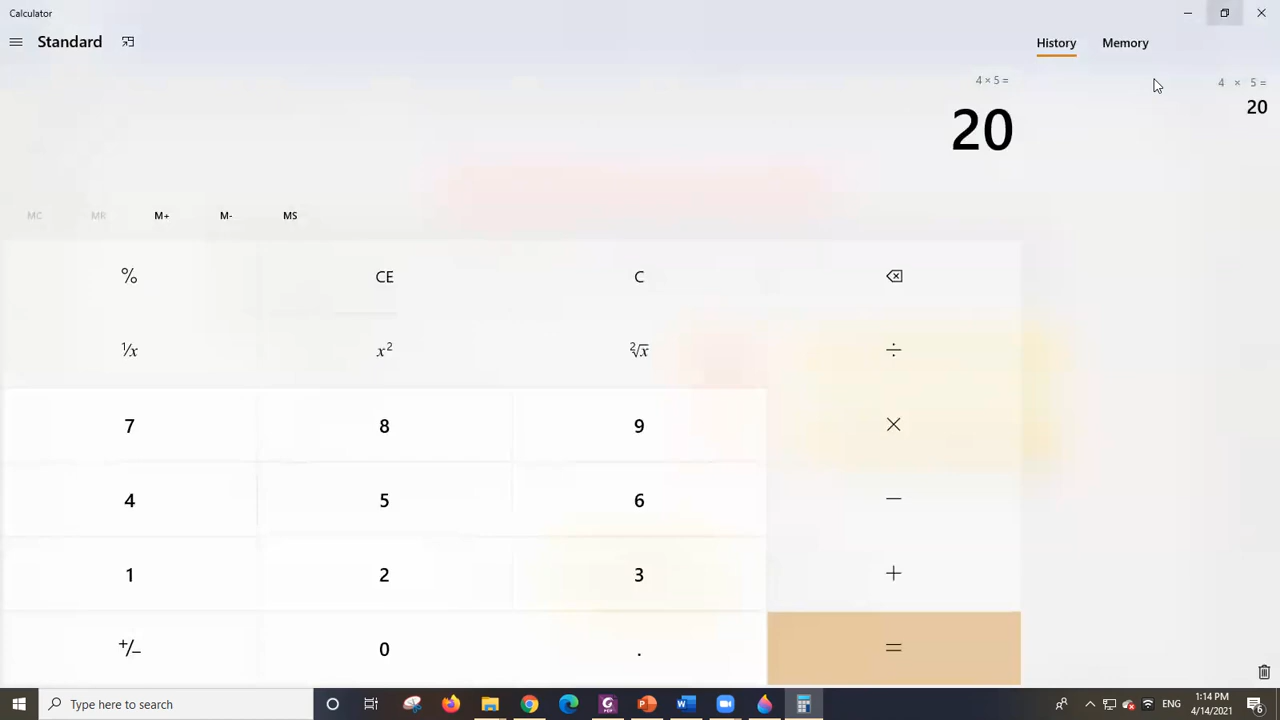 Calculator
Standard
History
Memory
4 × 5 =
20
4 × 5 =
20
MC MR M+ M- MS
% CE C
¹/x x² ²√x ÷
7 8 9 ×
4 5 6 −
1 2 3 +
+/− 0 . =
Type here to search
ENG
1:14 PM
4/14/2021
6